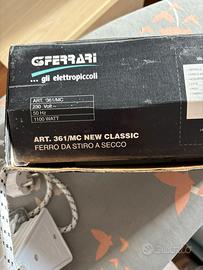 GFERRARI
... gli elettropiccoli
ART. 361/MC
230 Volt~
50 Hz
1100 WATT
ART. 361/MC NEW CLASSIC
FERRO DA STIRO A SECCO
subito